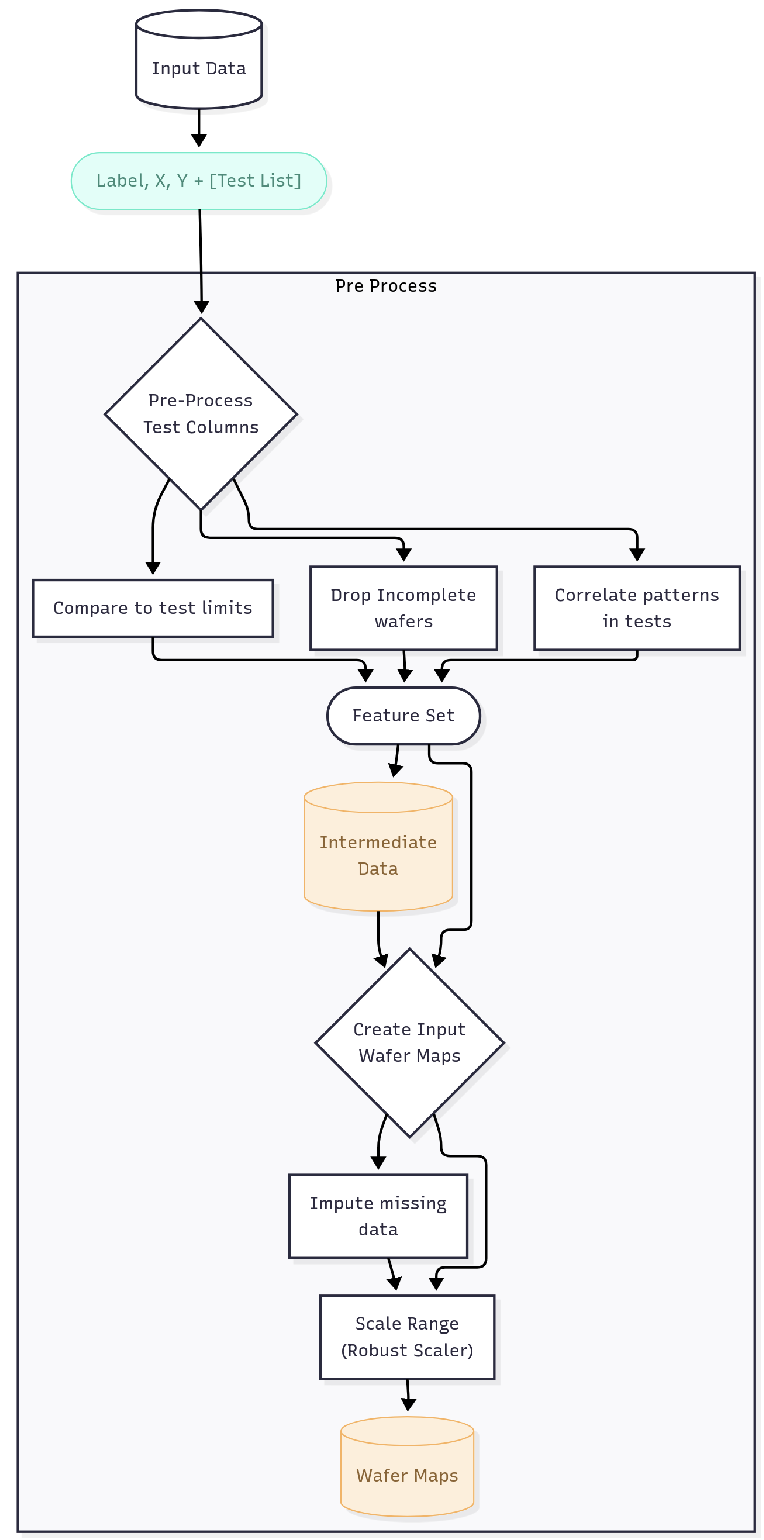 Input Data
Label, X, Y + [Test List]
Pre Process
Pre-Process
Test Columns
Compare to test limits
Drop Incomplete
wafers
Correlate patterns
in tests
Feature Set
Intermediate
Data
Create Input
Wafer Maps
Impute missing
data
Scale Range
(Robust Scaler)
Wafer Maps